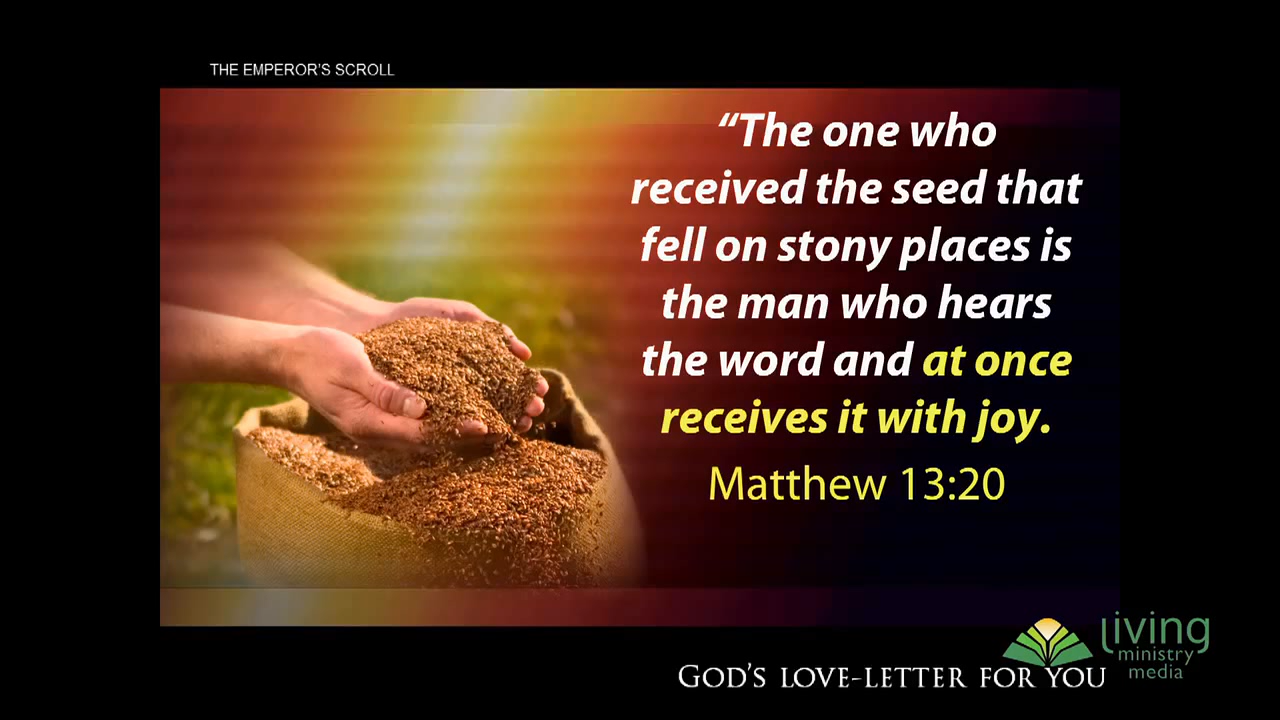 THE EMPEROR'S SCROLL
“The one who
received the seed that
fell on stony places is
the man who hears
the word and at once
receives it with joy.
Matthew 13:20
living
ministry
media
GOD'S LOVE-LETTER FOR YOU